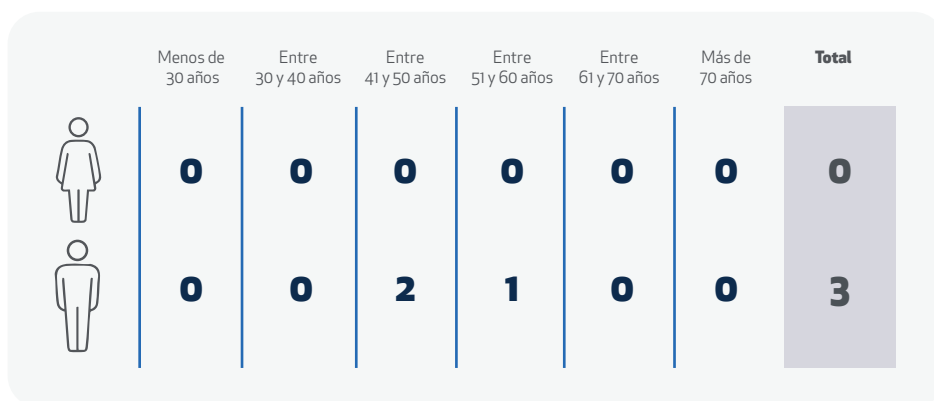 Menos de 30 años
Entre 30 y 40 años
Entre 41 y 50 años
Entre 51 y 60 años
Entre 61 y 70 años
Más de 70 años
Total
0 0 0 0 0 0 0
0 0 2 1 0 0 3